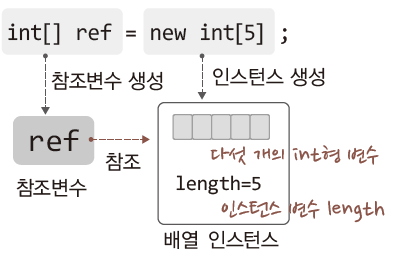 int[] ref = new int[5] ;
참조변수 생성
인스턴스 생성
ref
참조
참조변수
다섯 개의 int형 변수
length=5
인스턴스 변수 length
배열 인스턴스